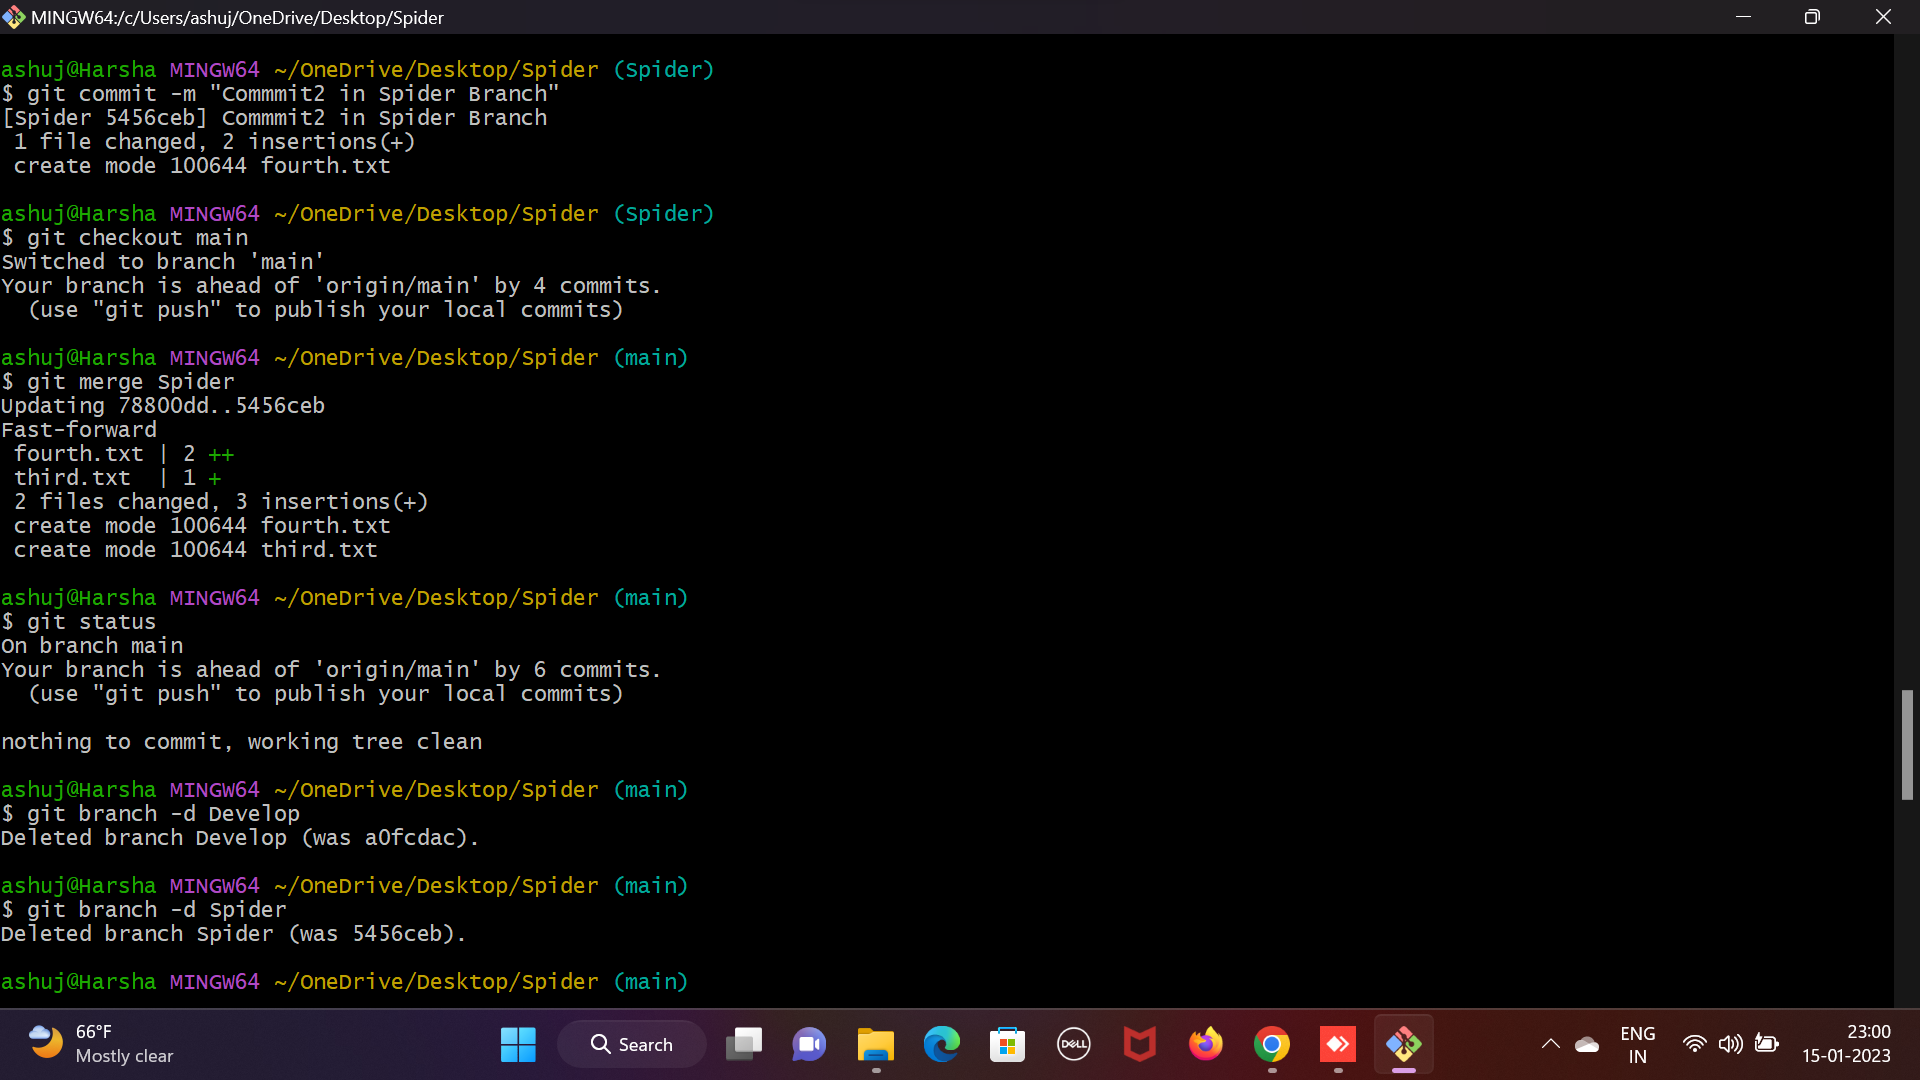 MINGW64:/c/Users/ashuj/OneDrive/Desktop/Spider
ashuj@Harsha MINGW64 ~/OneDrive/Desktop/Spider (Spider)
$ git commit -m "Commmit2 in Spider Branch"
[Spider 5456ceb] Commmit2 in Spider Branch
 1 file changed, 2 insertions(+)
 create mode 100644 fourth.txt
ashuj@Harsha MINGW64 ~/OneDrive/Desktop/Spider (Spider)
$ git checkout main
Switched to branch 'main'
Your branch is ahead of 'origin/main' by 4 commits.
  (use "git push" to publish your local commits)
ashuj@Harsha MINGW64 ~/OneDrive/Desktop/Spider (main)
$ git merge Spider
Updating 78800dd..5456ceb
Fast-forward
 fourth.txt | 2 ++
 third.txt  | 1 +
 2 files changed, 3 insertions(+)
 create mode 100644 fourth.txt
 create mode 100644 third.txt
ashuj@Harsha MINGW64 ~/OneDrive/Desktop/Spider (main)
$ git status
On branch main
Your branch is ahead of 'origin/main' by 6 commits.
  (use "git push" to publish your local commits)
nothing to commit, working tree clean
ashuj@Harsha MINGW64 ~/OneDrive/Desktop/Spider (main)
$ git branch -d Develop
Deleted branch Develop (was a0fcdac).
ashuj@Harsha MINGW64 ~/OneDrive/Desktop/Spider (main)
$ git branch -d Spider
Deleted branch Spider (was 5456ceb).
ashuj@Harsha MINGW64 ~/OneDrive/Desktop/Spider (main)
66°F
Mostly clear
Search
DELL
ENG
IN
23:00
15-01-2023